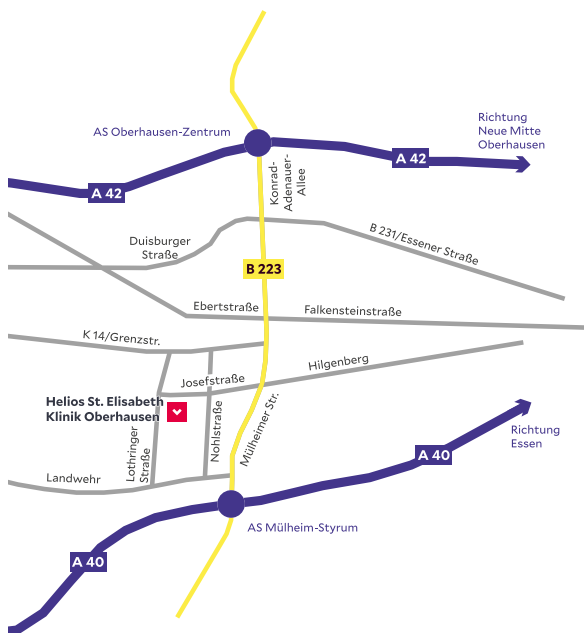 Richtung
Neue Mitte
Oberhausen
AS Oberhausen-Zentrum
A 42
A 42
Konrad-
Adenauer-
Allee
Duisburger
Straße
B 231/Essener Straße
B 223
Ebertstraße
Falkensteinstraße
K 14/Grenzstr.
Hilgenberg
Josefstraße
Helios St. Elisabeth
Klinik Oberhausen
Lothringer
Straße
Nohlstraße
Mülheimer Str.
Richtung
Essen
A 40
Landwehr
AS Mülheim-Styrum
A 40